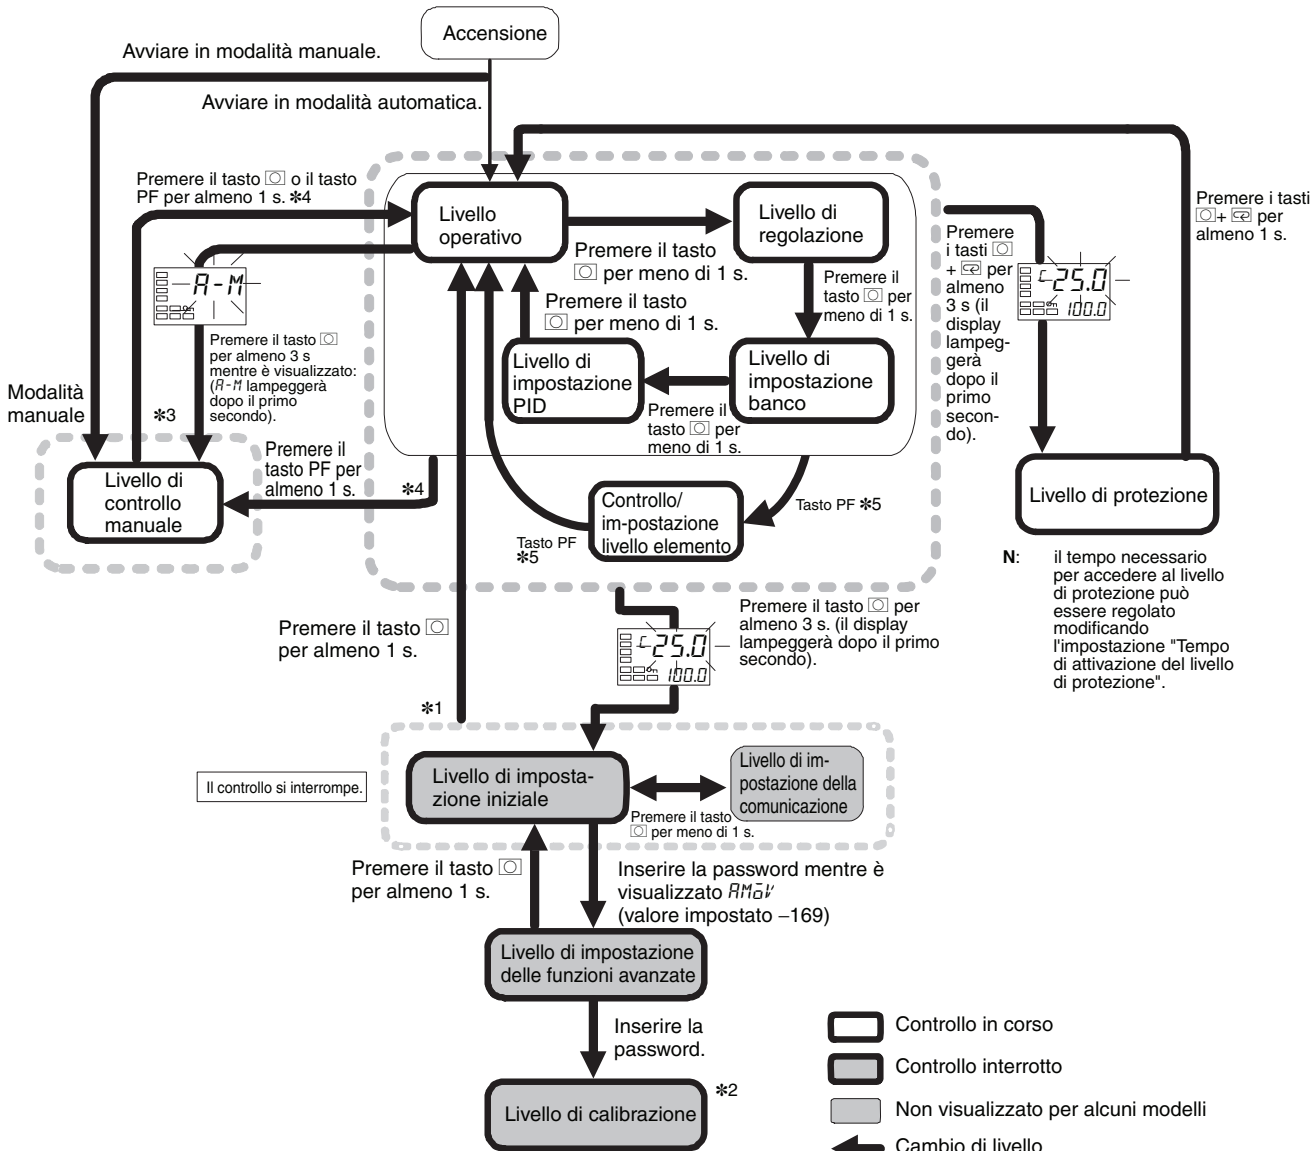 Accensione
Avviare in modalità manuale.
Avviare in modalità automatica.
Premere il tasto o il tasto
PF per almeno 1 s. *4
Livello
operativo
Premere il tasto
per meno di 1 s.
Livello di
regolazione
Premere il
tasto per
meno di 1 s.
Premere il tasto
per meno di 1 s.
Livello di
impostazione
PID
Premere il
tasto per
meno di 1 s.
Livello di
impostazione
banco
A-M
Premere il tasto
per almeno 3 s
mentre è visualizzato:
(A-M lampeggerà
dopo il primo
secondo).
Modalità
manuale
*3
Livello di
controllo
manuale
Premere il
tasto PF per
almeno 1 s.
*4
Controllo/
im-postazione
livello elemento
Tasto PF *5
Tasto PF
*5
Premere
i tasti
+ per
almeno
3 s (il
display
lampeg-
gerà
dopo il
primo
secon-
do).
C 25.0
100.0
Premere i tasti
+ per
almeno 1 s.
Livello di protezione
N: il tempo necessario
per accedere al livello
di protezione può
essere regolato
modificando
l'impostazione "Tempo
di attivazione del livello
di protezione".
Premere il tasto per
almeno 3 s. (il display
lampeggerà dopo il primo
secondo).
C 25.0
100.0
Premere il tasto
per almeno 1 s.
*1
Il controllo si interrompe.
Livello di imposta-
zione iniziale
Livello di im-
postazione della
comunicazione
Premere il tasto
per meno di 1 s.
Premere il tasto
per almeno 1 s.
Inserire la password mentre è
visualizzato AMoV
(valore impostato −169)
Livello di impostazione
delle funzioni avanzate
Inserire la
password.
Livello di calibrazione
*2
Controllo in corso
Controllo interrotto
Non visualizzato per alcuni modelli
Cambio di livello